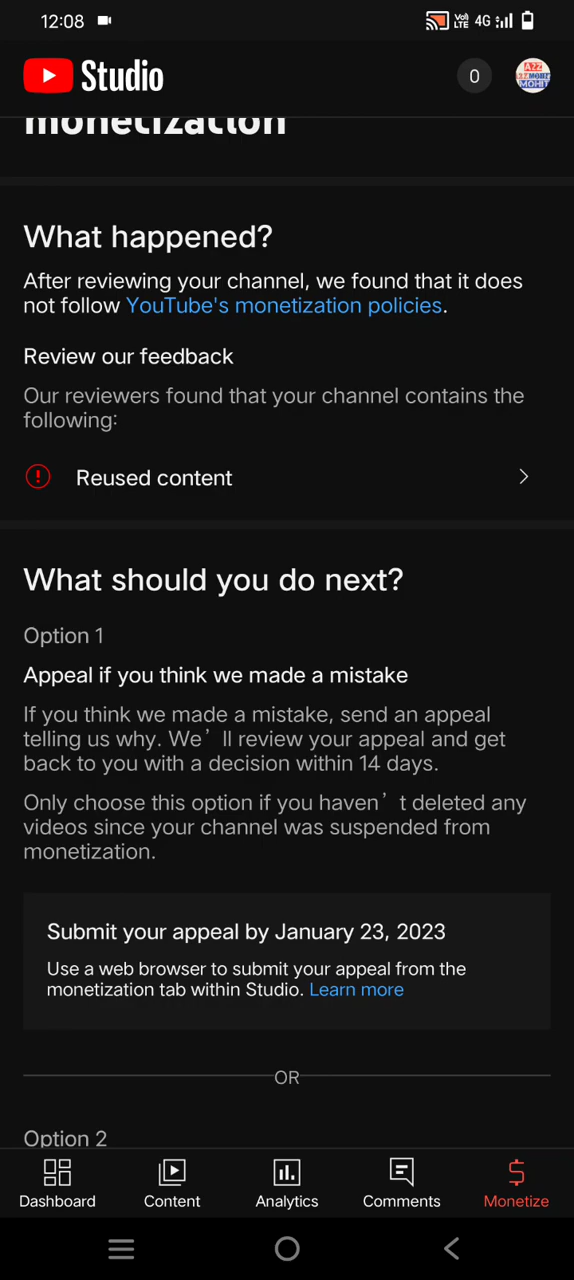 12:08 Vo) LTE 4G
Studio 0 A2Z MOHIT
monetization
What happened?
After reviewing your channel, we found that it does
not follow YouTube's monetization policies.
Review our feedback
Our reviewers found that your channel contains the
following:
Reused content
What should you do next?
Option 1
Appeal if you think we made a mistake
If you think we made a mistake, send an appeal
telling us why. We’ll review your appeal and get
back to you with a decision within 14 days.
Only choose this option if you haven’t deleted any
videos since your channel was suspended from
monetization.
Submit your appeal by January 23, 2023
Use a web browser to submit your appeal from the
monetization tab within Studio. Learn more
OR
Option 2
Dashboard Content Analytics Comments Monetize